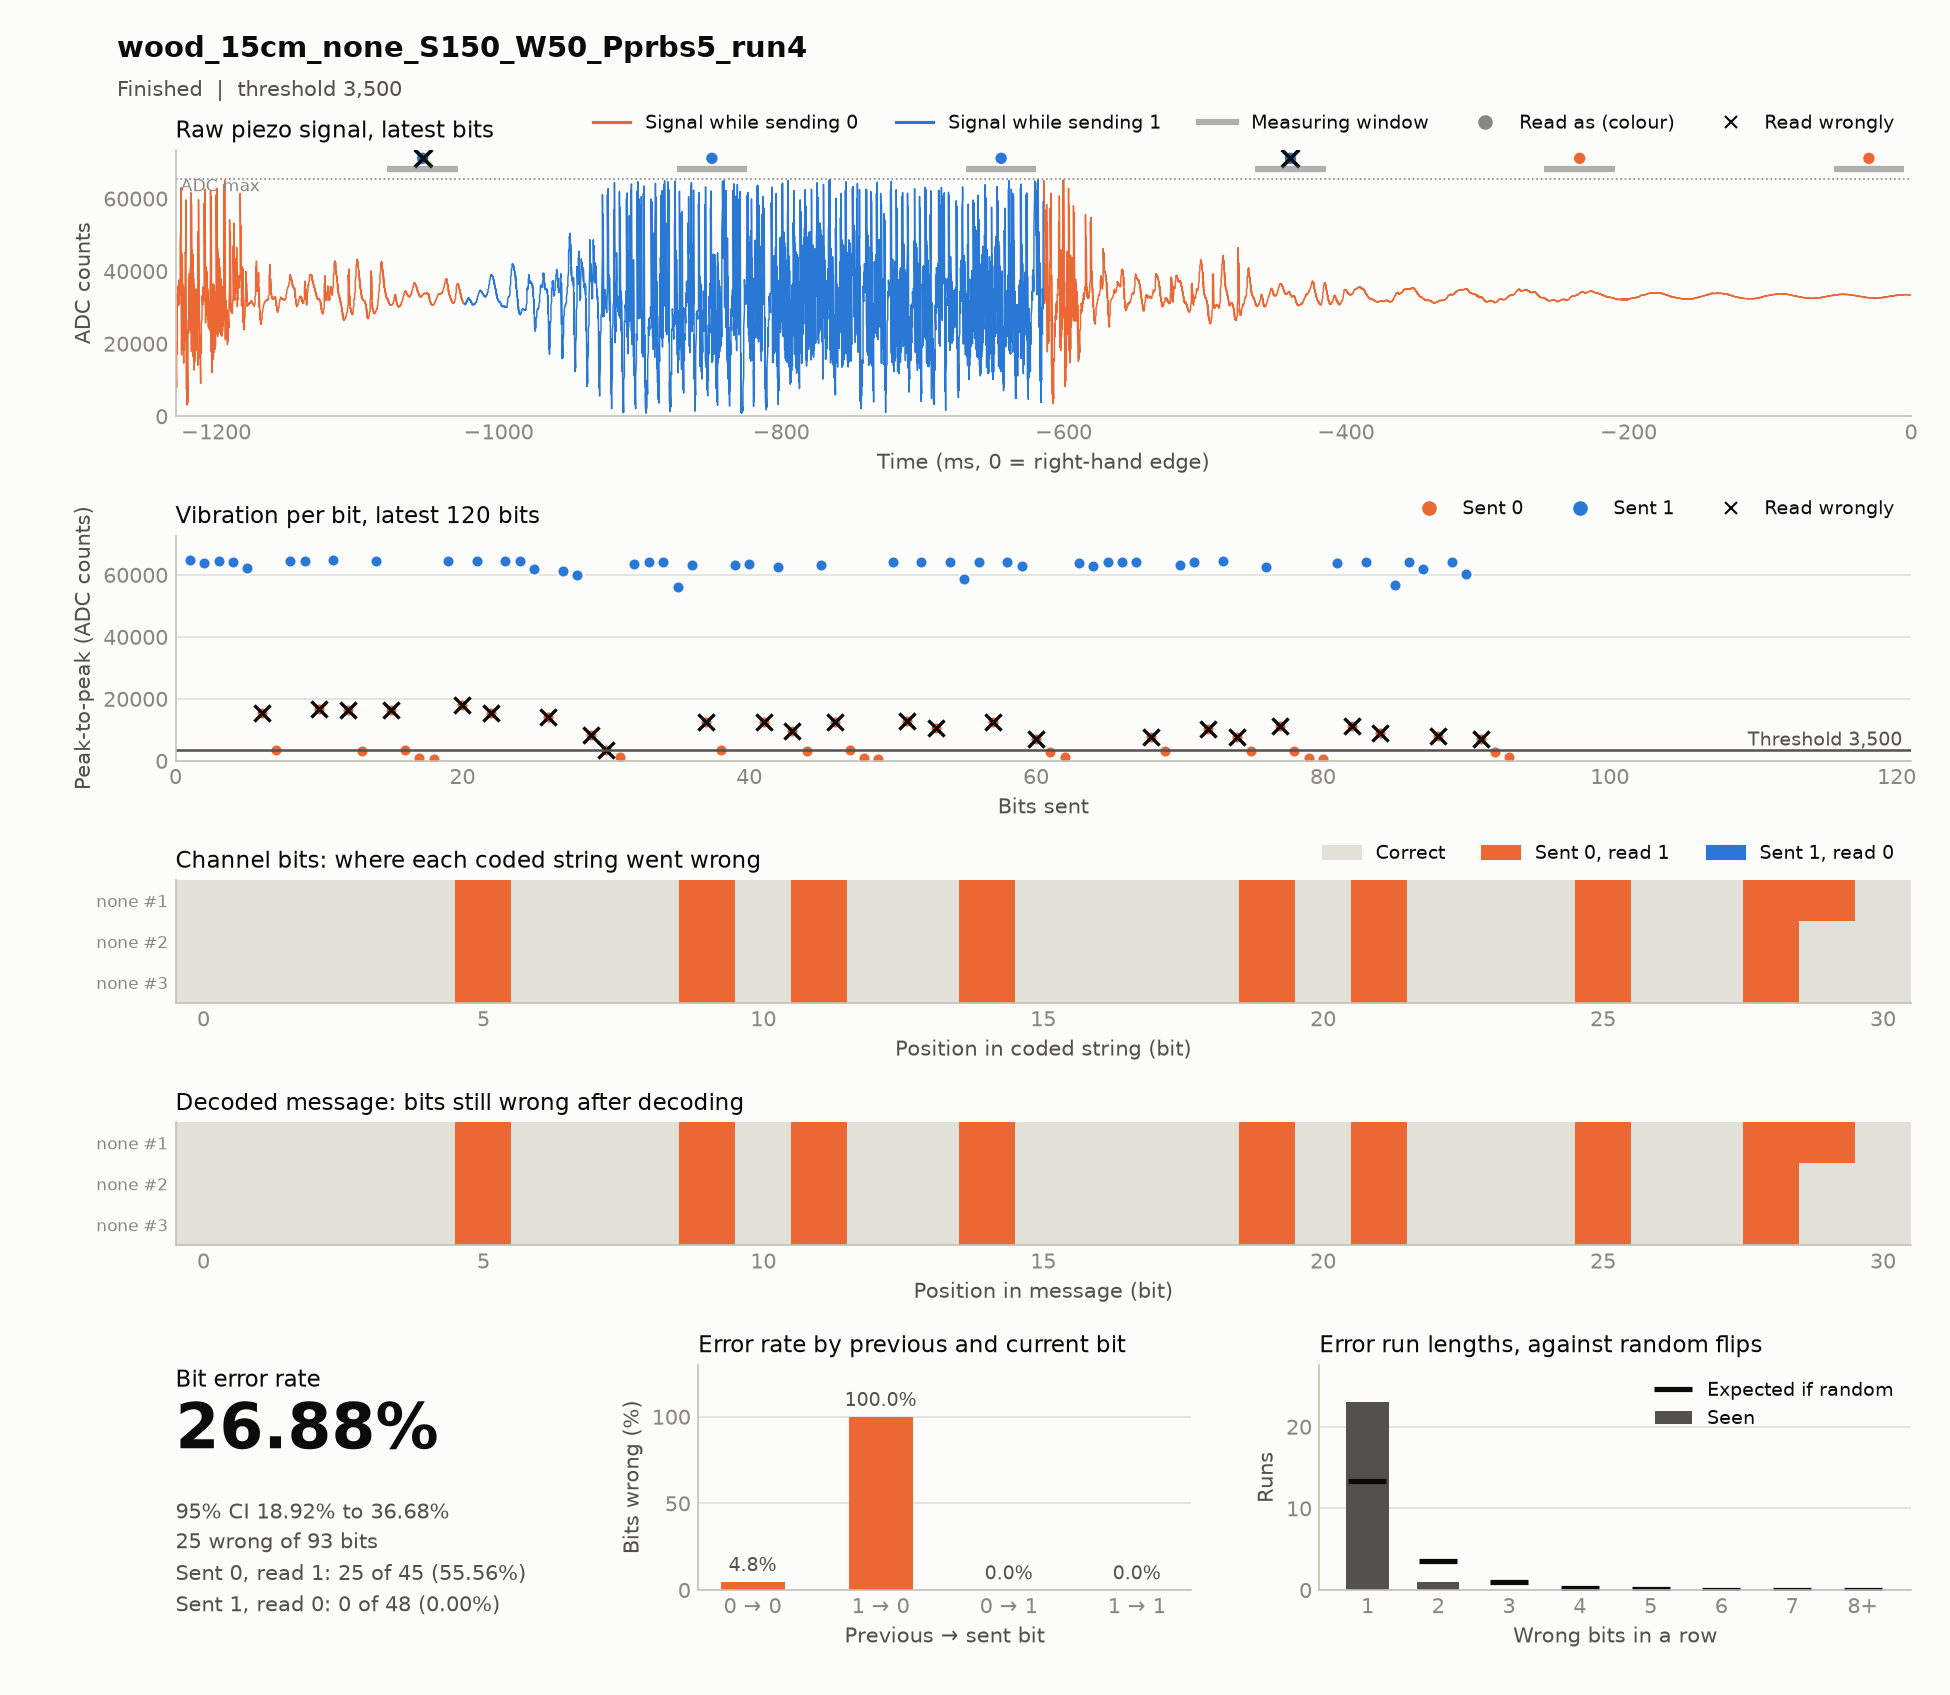 wood_15cm_none_S150_W50_Pprbs5_run4
Finished | threshold 3,500
Raw piezo signal, latest bits
Signal while sending 0
Signal while sending 1
Measuring window
Read as (colour)
Read wrongly
ADC max
60000
40000
20000
0
ADC counts
−1200
−1000
−800
−600
−400
−200
0
Time (ms, 0 = right-hand edge)
Vibration per bit, latest 120 bits
Sent 0
Sent 1
Read wrongly
Peak-to-peak (ADC counts)
60000
40000
20000
0
Threshold 3,500
0
20
40
60
80
100
120
Bits sent
Channel bits: where each coded string went wrong
Correct
Sent 0, read 1
Sent 1, read 0
none #1
none #2
none #3
0
5
10
15
20
25
30
Position in coded string (bit)
Decoded message: bits still wrong after decoding
none #1
none #2
none #3
0
5
10
15
20
25
30
Position in message (bit)
Bit error rate
26.88%
95% CI 18.92% to 36.68%
25 wrong of 93 bits
Sent 0, read 1: 25 of 45 (55.56%)
Sent 1, read 0: 0 of 48 (0.00%)
Error rate by previous and current bit
Bits wrong (%)
100
50
0
4.8%
100.0%
0.0%
0.0%
0 → 0
1 → 0
0 → 1
1 → 1
Previous → sent bit
Error run lengths, against random flips
Expected if random
Seen
Runs
20
10
0
1
2
3
4
5
6
7
8+
Wrong bits in a row